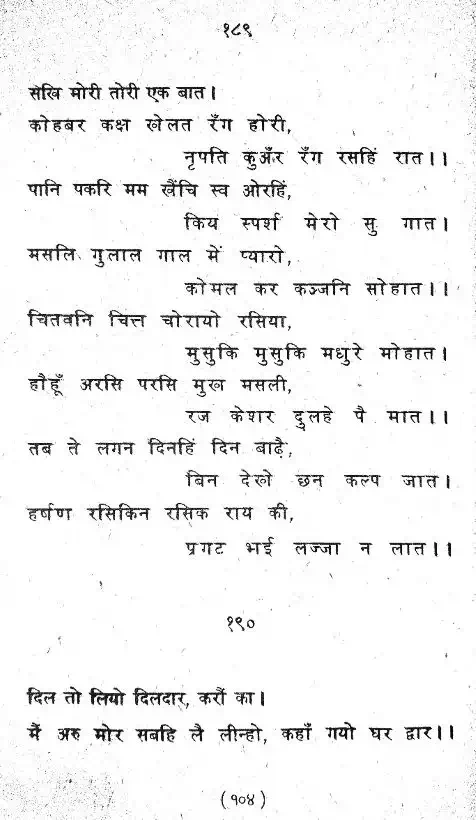 १८९
सखि मोरी तोरी एक बात।
कोहबर कक्ष खेलत रँग होरी,
नृपति कुअँर रँग रसहिं रात।।
पानि पकरि मम खैंचि स्व ओरहिं,
किय स्पर्श मेरो सु गात।
मसलि गुलाल गाल में प्यारो,
कोमल कर कञ्जनि सोहात।।
चितवनि चित्त चोरायो रसिया,
मुसुकि मुसुकि मधुरे मोहात।
हौहूँ अरसि परसि मुख मसली,
रज केशर दुलहे पै मात।।
तब ते लगन दिनहिं दिन बाढ़ै,
बिन देखे छन कल्प जात।
हर्षण रसिकिन रसिक राय की,
प्रगट भई लज्जा न लात।।
१९०
दिल तो लियो दिलदार, करौं का।
मैं अरु मोर सबहि लै लीन्हो, कहाँ गयो घर द्वार।।
(१०४)